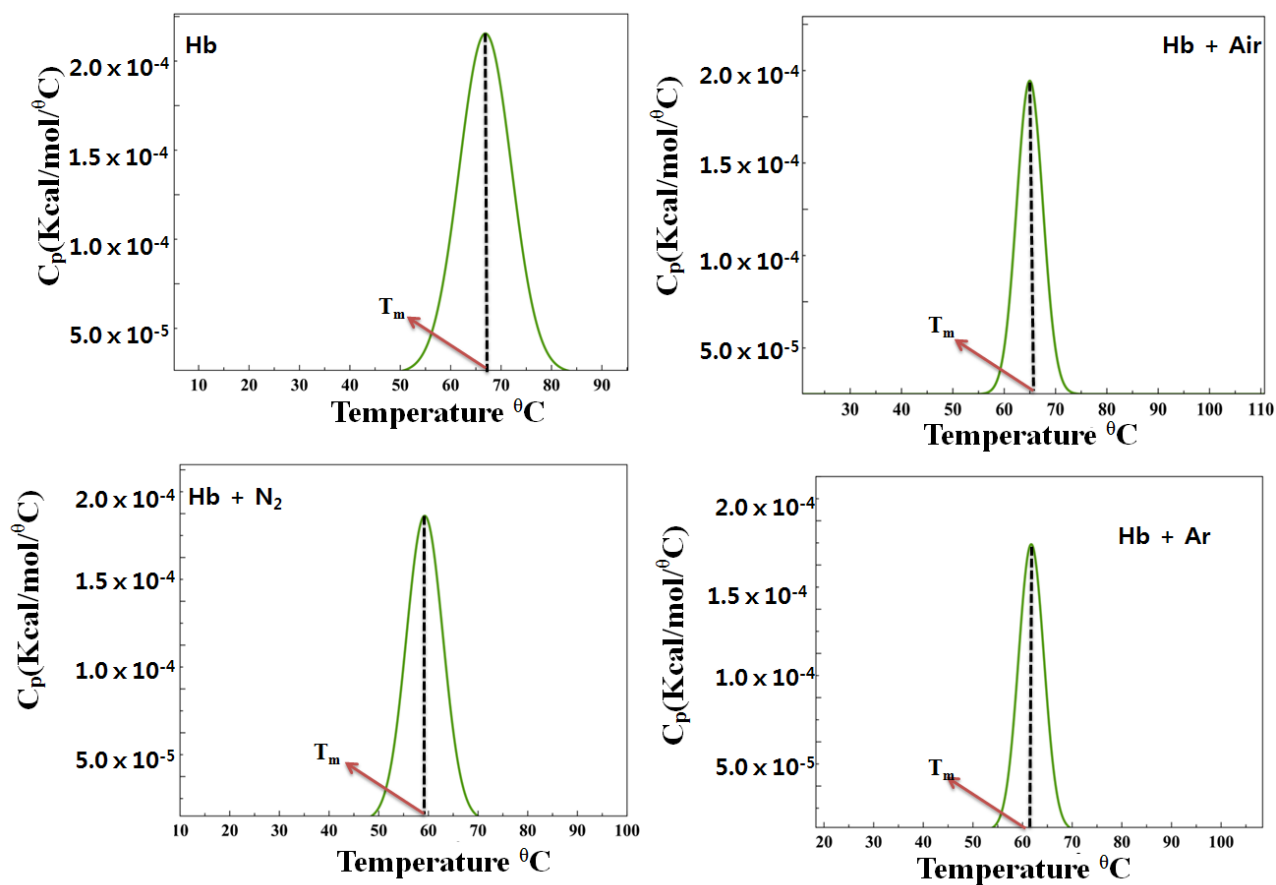 Hb
Cp(Kcal/mol/θC)
2.0 x 10-4
1.5 x 10-4
1.0 x 10-4
5.0 x 10-5
Tm
10 20 30 40 50 60 70 80 90
Temperature θC
Hb + Air
Cp(Kcal/mol/θC)
2.0 x 10-4
1.5 x 10-4
1.0 x 10-4
5.0 x 10-5
Tm
30 40 50 60 70 80 90 100 110
Temperature θC
Hb + N2
Cp(Kcal/mol/θC)
2.0 x 10-4
1.5 x 10-4
1.0 x 10-4
5.0 x 10-5
Tm
10 20 30 40 50 60 70 80 90 100
Temperature θC
Hb + Ar
Cp(Kcal/mol/θC)
2.0 x 10-4
1.5 x 10-4
1.0 x 10-4
5.0 x 10-5
Tm
20 30 40 50 60 70 80 90 100
Temperature θC